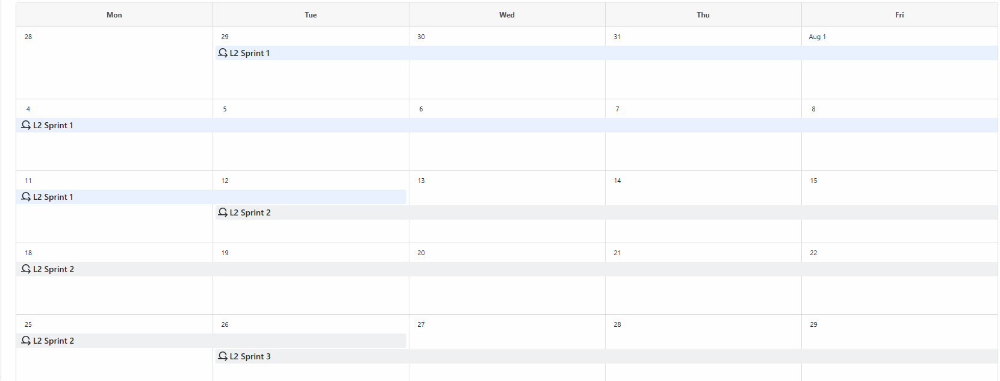 Mon Tue Wed Thu Fri
28 29 30 31 Aug 1
L2 Sprint 1
4 5 6 7 8
L2 Sprint 1
11 12 13 14 15
L2 Sprint 1
L2 Sprint 2
18 19 20 21 22
L2 Sprint 2
25 26 27 28 29
L2 Sprint 2
L2 Sprint 3